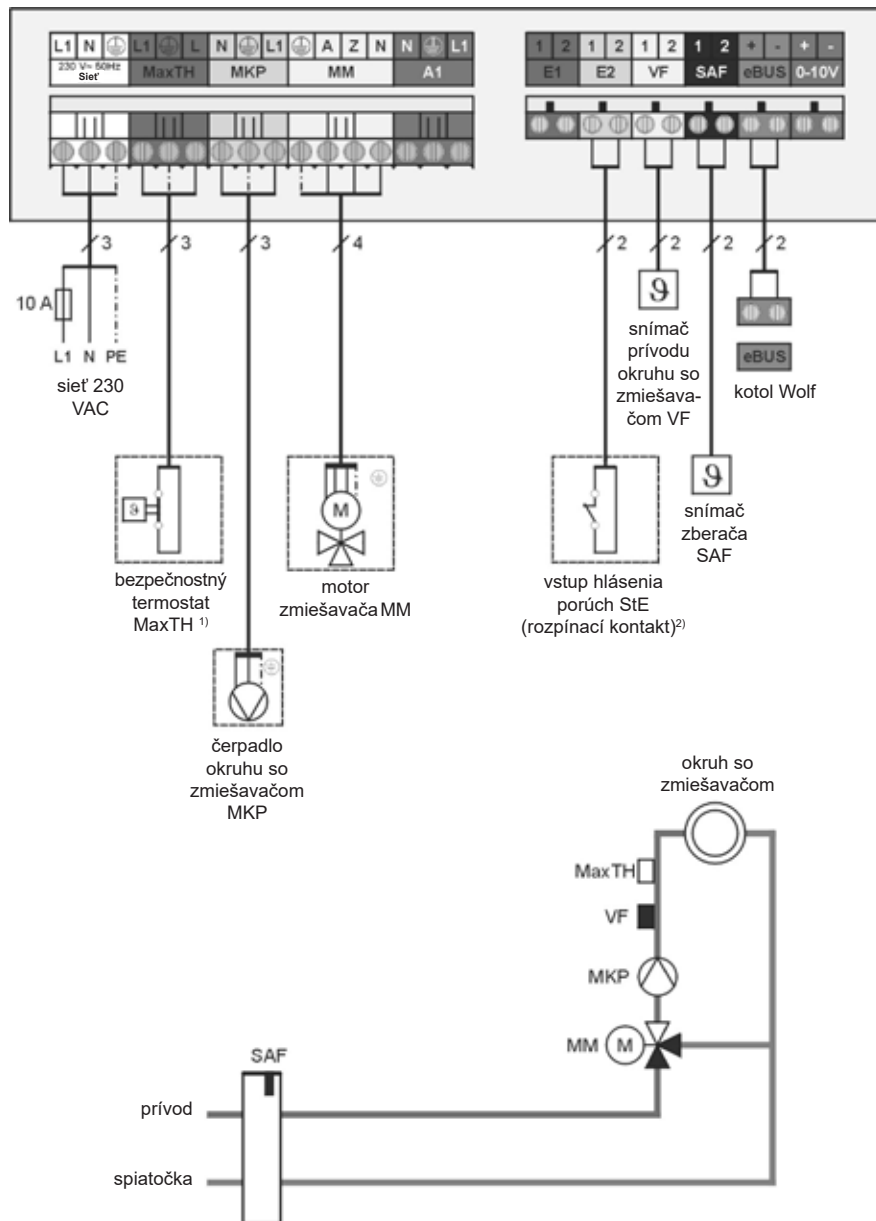 L1 N L1 L N L1 A Z N N L1
230 V~ 60Hz
Sieť
MaxTH MKP MM A1
1 2 1 2 1 2 1 2 + - + -
E1 E2 VF SAF eBUS 0-10V
3 3 3 4 2 2 2 2
10 A
L1 N PE
sieť 230
VAC
snímač
prívodu
okruhu so
zmiešava-
čom VF
eBUS
kotol Wolf
bezpečnostný
termostat
MaxTH 1)
M
motor
zmiešavača MM
vstup hlásenia
porúch StE
(rozpínací kontakt)2)
snímač
zberača
SAF
čerpadlo
okruhu so
zmiešavačom
MKP
okruh so
zmiešavačom
MaxTH
VF
MKP
MM M
SAF
prívod
spiatočka